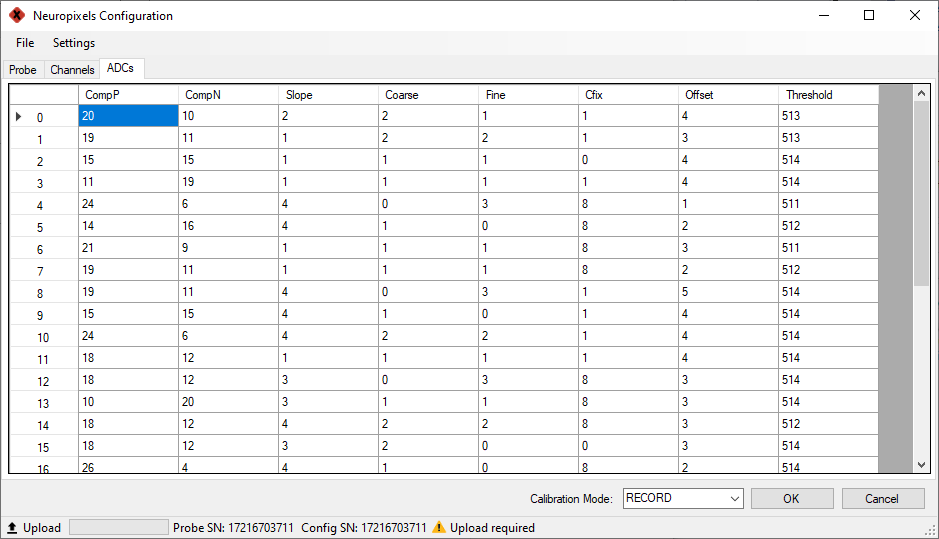 Neuropixels Configuration
File Settings
Probe Channels ADCs
CompP CompN Slope Coarse Fine Cfix Offset Threshold
0 20 10 2 2 1 1 4 513
1 19 11 1 2 2 1 3 513
2 15 15 1 1 1 0 4 514
3 11 19 1 1 1 1 4 514
4 24 6 4 0 3 8 1 511
5 14 16 4 1 0 8 2 512
6 21 9 1 1 1 8 3 511
7 19 11 1 1 1 8 2 512
8 19 11 4 0 3 1 5 514
9 15 15 4 1 0 1 4 514
10 24 6 4 2 2 1 4 514
11 18 12 1 1 1 1 4 514
12 18 12 3 0 3 8 3 514
13 10 20 3 1 1 8 3 514
14 18 12 4 2 2 8 3 512
15 18 12 3 2 0 0 3 514
16 26 4 4 1 0 8 2 514
Calibration Mode: RECORD OK Cancel
Upload Probe SN: 17216703711 Config SN: 17216703711 Upload required